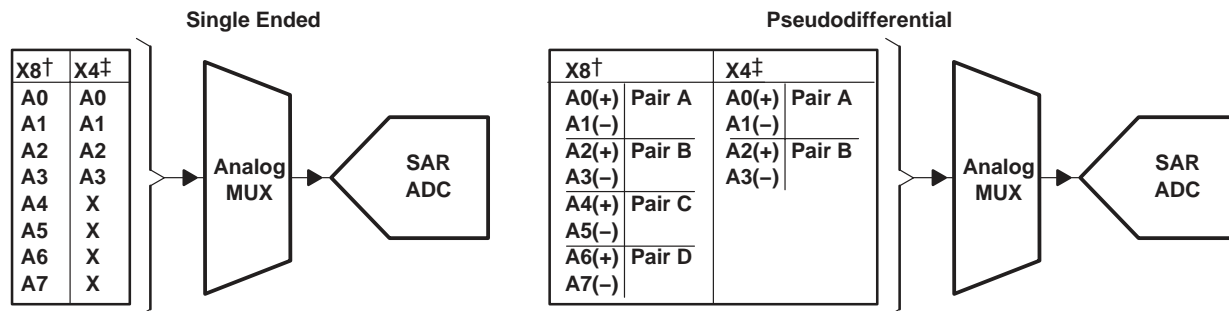 Single Ended
X8† X4‡
A0 A0
A1 A1
A2 A2
A3 A3
A4 X
A5 X
A6 X
A7 X
Analog
MUX
SAR
ADC
Pseudodifferential
X8† X4‡
A0(+) Pair A A0(+) Pair A
A1(–) A1(–)
A2(+) Pair B A2(+) Pair B
A3(–) A3(–)
A4(+) Pair C
A5(–)
A6(+) Pair D
A7(–)
Analog
MUX
SAR
ADC